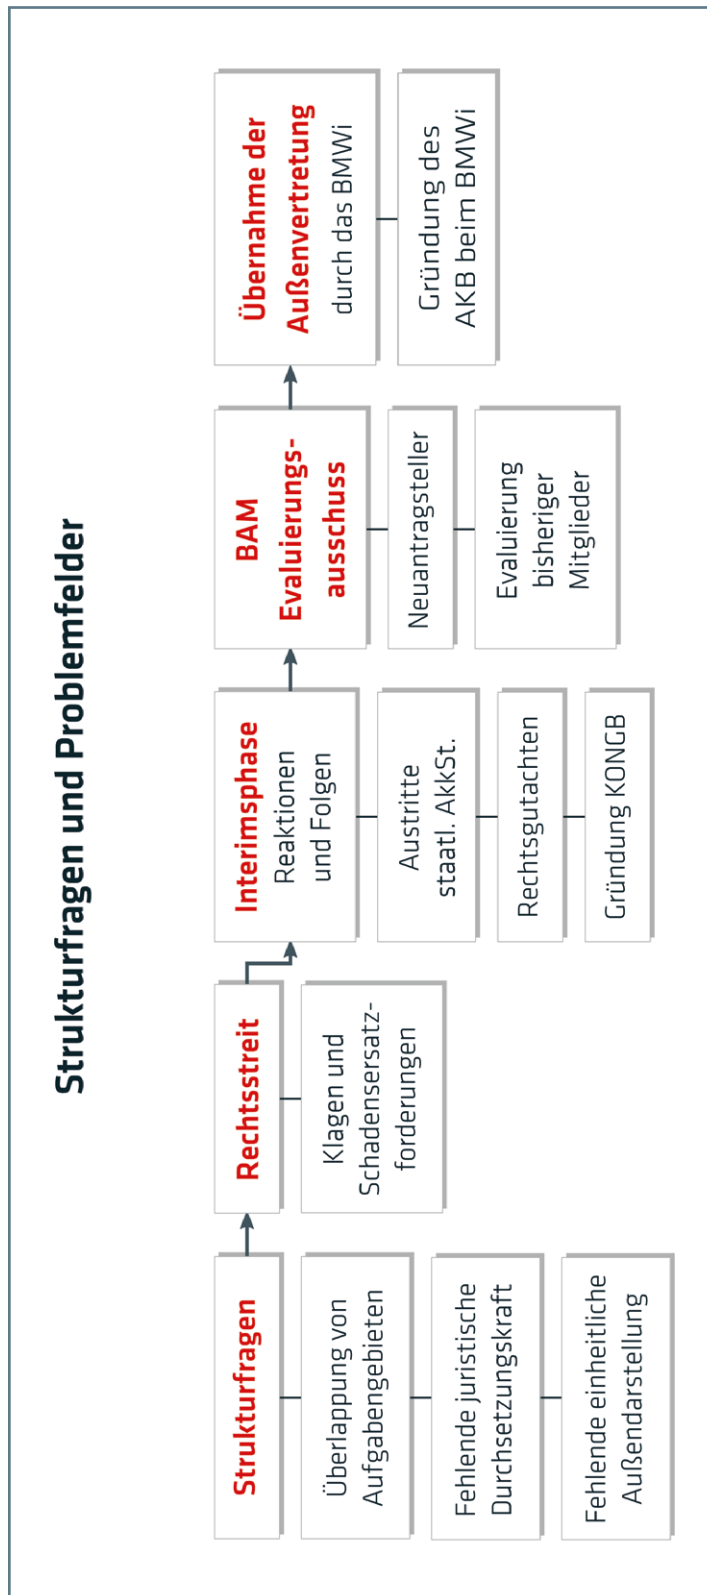 Strukturfragen und Problemfelder
Strukturfragen
Überlappung von
Aufgabengebieten
Fehlende juristische
Durchsetzungskraft
Fehlende einheitliche
Außendarstellung
Rechtsstreit
Klagen und
Schadensersatz-
forderungen
Interimsphase
Reaktionen
und Folgen
Austritte
staatl. AkkSt.
Rechtsgutachten
Gründung KONGB
BAM
Evaluierungs-
ausschuss
Neuantragsteller
Evaluierung
bisheriger
Mitglieder
Übernahme der
Außenvertretung
durch das BMWi
Gründung des
AKB beim BMWi